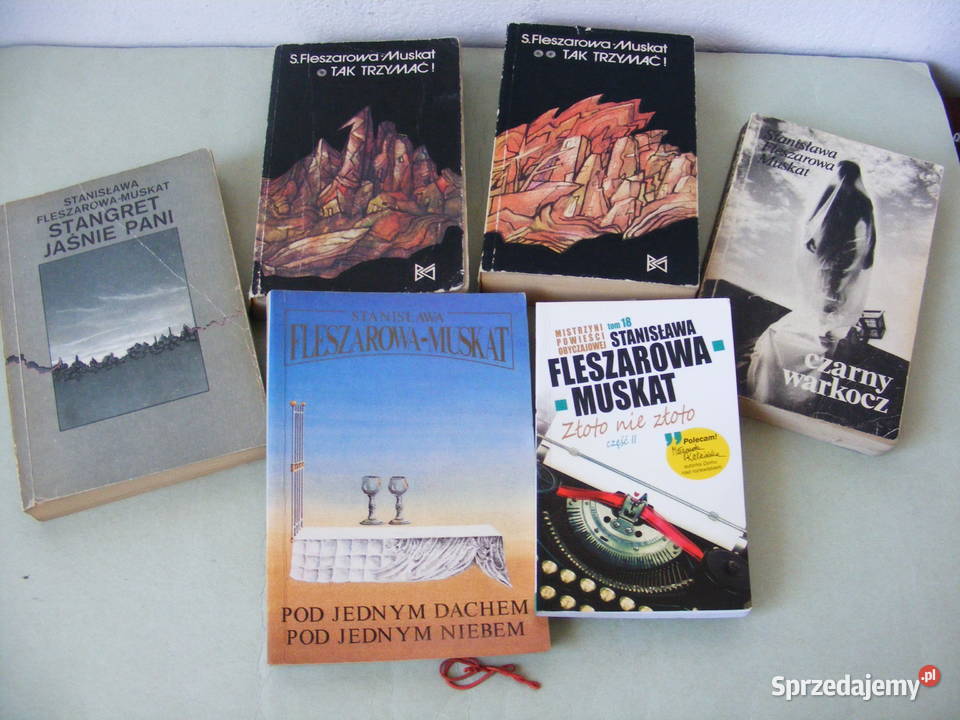 S.Fleszarowa-Muskat
TAK TRZYMAĆ!
S.Fleszarowa-Muskat
TAK TRZYMAĆ!
STANISŁAWA
FLESZAROWA-MUSKAT
STANGRET
JAŚNIE PANI
Stanisława
Fleszarowa
Muskat
czarny
warkocz
STANISŁAWA
FLESZAROWA-MUSKAT
POD JEDNYM DACHEM
POD JEDNYM NIEBEM
MISTRZYNI
POWIEŚCI
OBYCZAJOWEJ
tom 18
STANISŁAWA
FLESZAROWA-
MUSKAT
Złoto nie złoto
część II
Polecam!
Sprzedajemy.pl